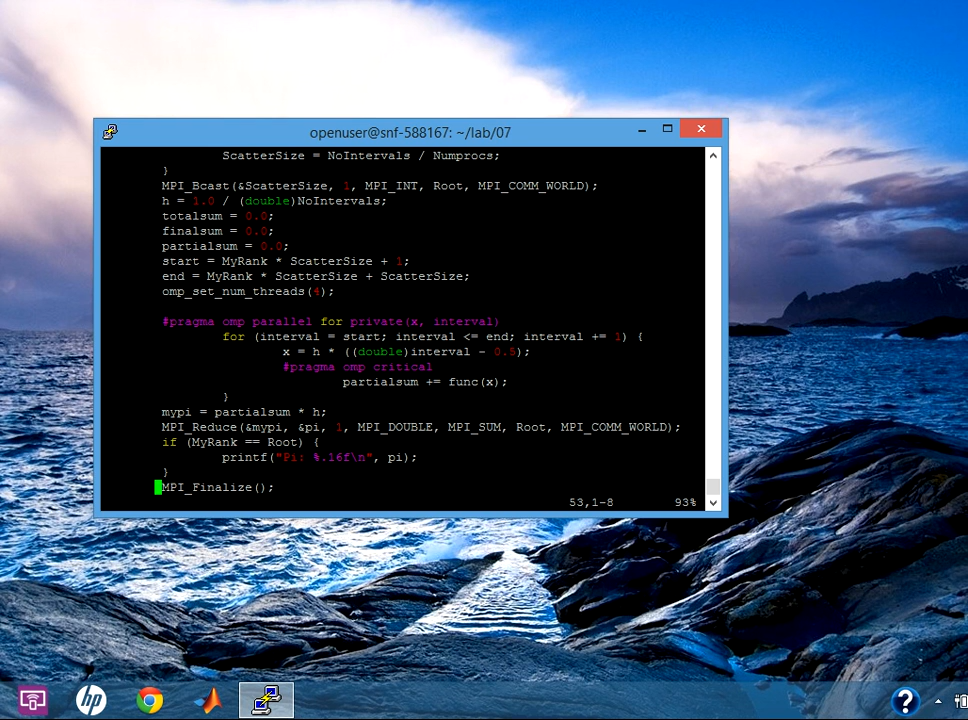 openuser@snf-588167: ~/lab/07
ScatterSize = NoIntervals / Numprocs;
}
MPI_Bcast(&ScatterSize, 1, MPI_INT, Root, MPI_COMM_WORLD);
h = 1.0 / (double)NoIntervals;
totalsum = 0.0;
finalsum = 0.0;
partialsum = 0.0;
start = MyRank * ScatterSize + 1;
end = MyRank * ScatterSize + ScatterSize;
omp_set_num_threads(4);
#pragma omp parallel for private(x, interval)
for (interval = start; interval <= end; interval += 1) {
x = h * ((double)interval - 0.5);
#pragma omp critical
partialsum += func(x);
}
mypi = partialsum * h;
MPI_Reduce(&mypi, &pi, 1, MPI_DOUBLE, MPI_SUM, Root, MPI_COMM_WORLD);
if (MyRank == Root) {
printf("Pi: %.16f\n", pi);
}
MPI_Finalize();
53,1-8 93%
hp
?